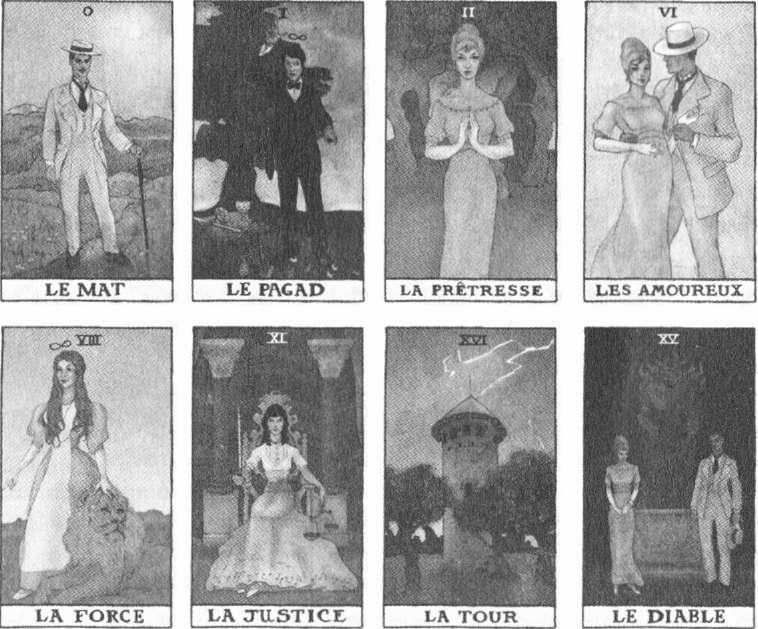 O
I
II
VI
LE MAT
LE PAGAD
LA PRÊTRESSE
LES AMOUREUX
VIII
XI
XVI
XV
LA FORCE
LA JUSTICE
LA TOUR
LE DIABLE